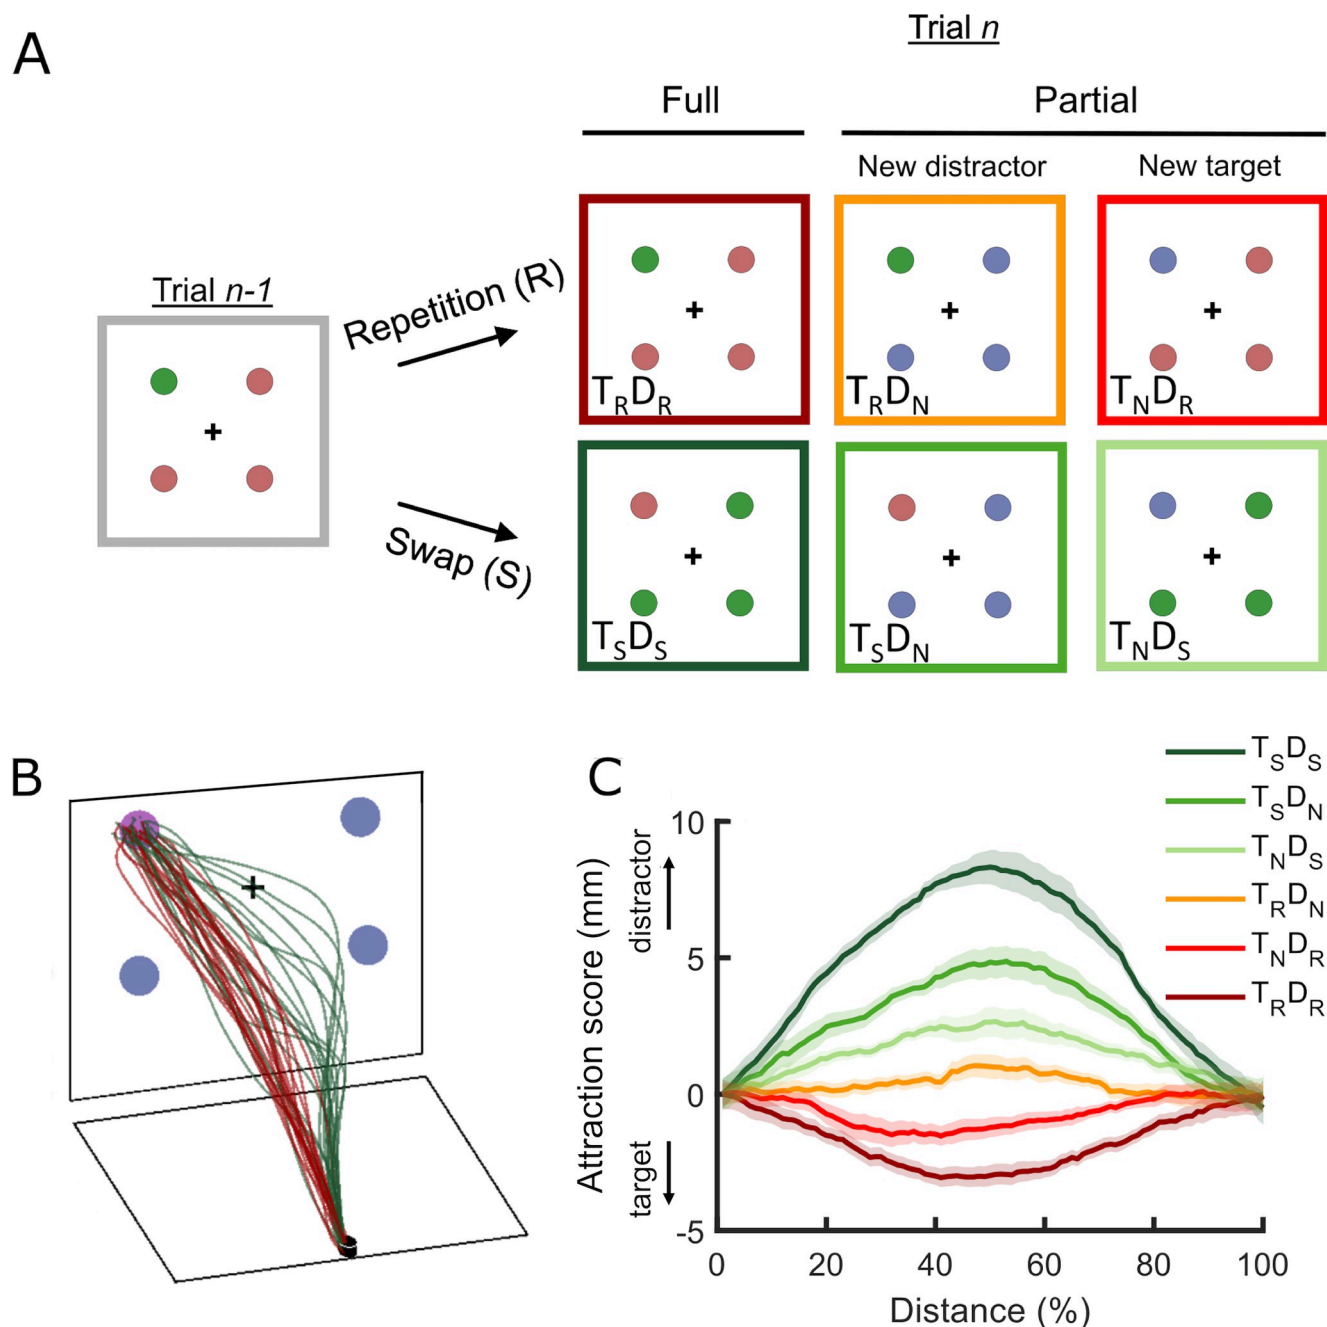 A
Trial n
Full
Partial
New distractor
New target
Trial n-1
Repetition (R)
Swap (S)
TRDR
TRDN
TNDR
TSDS
TSDN
TNDS
B
C
TSDS
TSDN
TNDS
TRDN
TNDR
TRDR
Attraction score (mm)
distractor
target
10
5
0
-5
0 20 40 60 80 100
Distance (%)